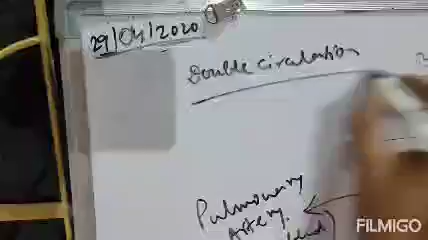 29/04/2020
Double circulation
Pulmonary
Artery.
FILMIGO